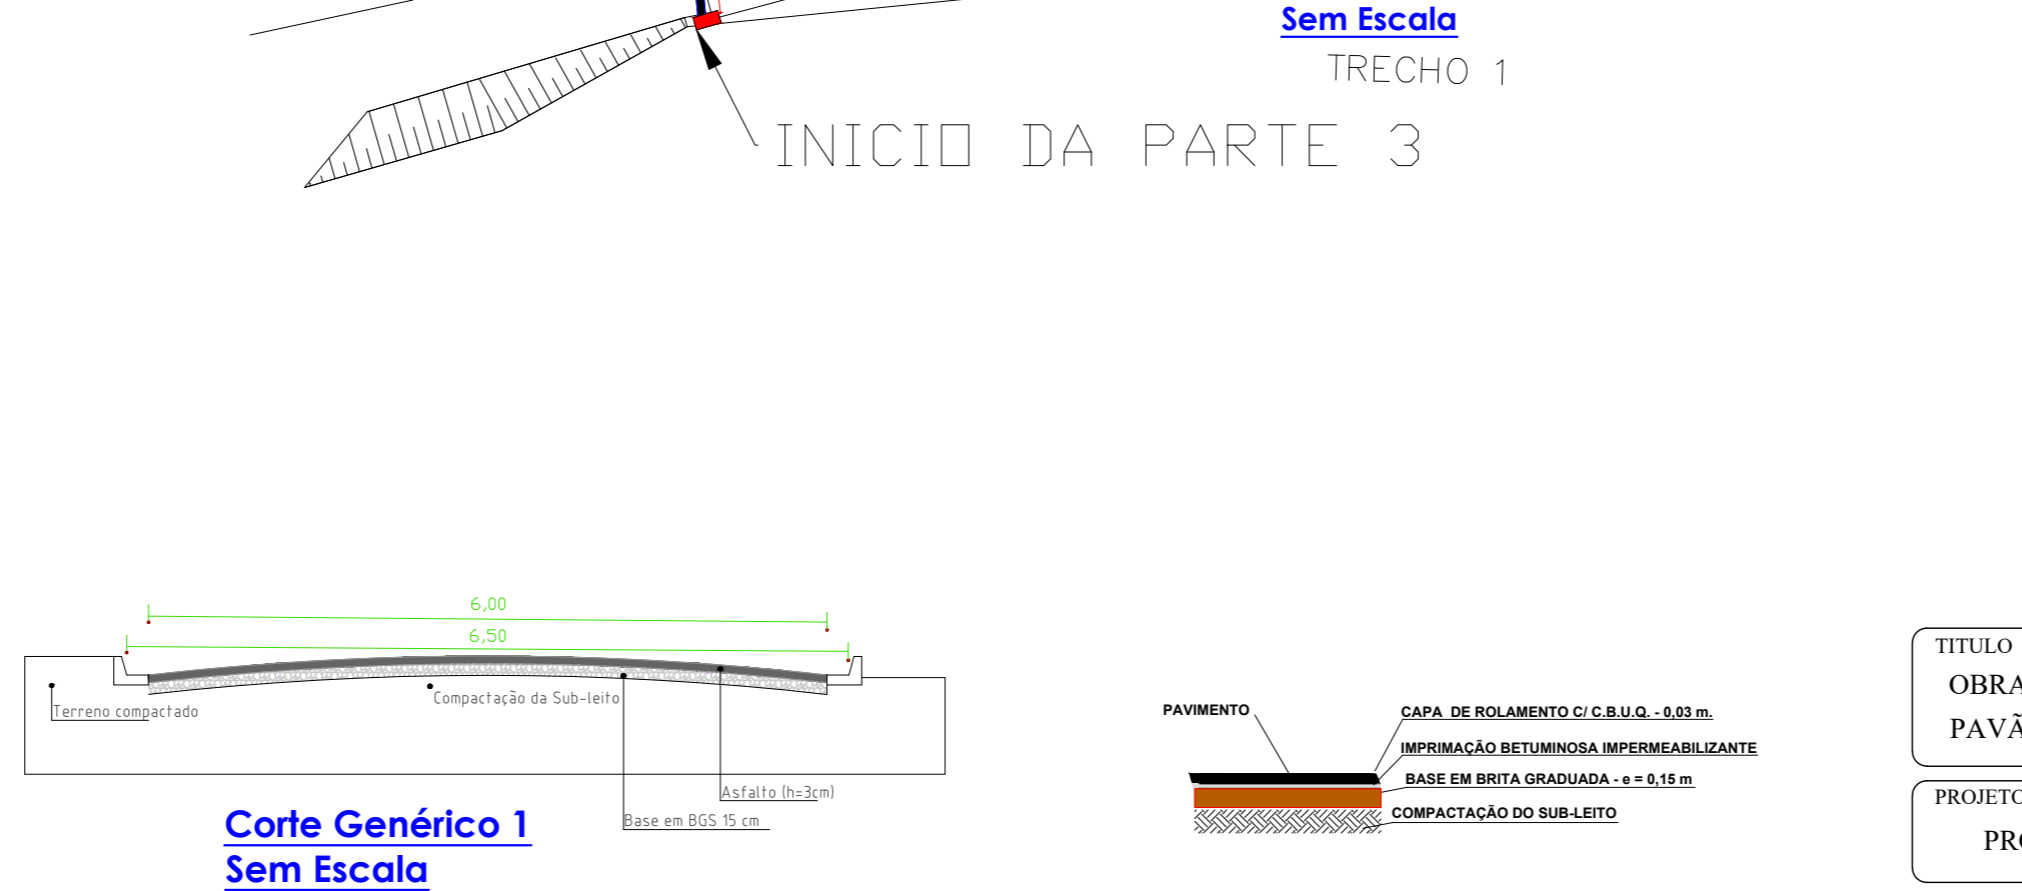 Sem Escala
TRECHO 1
INICIO DA PARTE 3
6,00
6,50
Terreno compactado
Compactação da Sub-leito
Asfalto (h=3cm)
Base em BGS 15 cm
Corte Genérico 1
Sem Escala
PAVIMENTO
CAPA DE ROLAMENTO C/ C.B.U.Q. - 0,03 m.
IMPRIMAÇÃO BETUMINOSA IMPERMEABILIZANTE
BASE EM BRITA GRADUADA - e = 0,15 m
COMPACTAÇÃO DO SUB-LEITO
TITULO
OBRA
PAVÃ
PROJETO
PRO